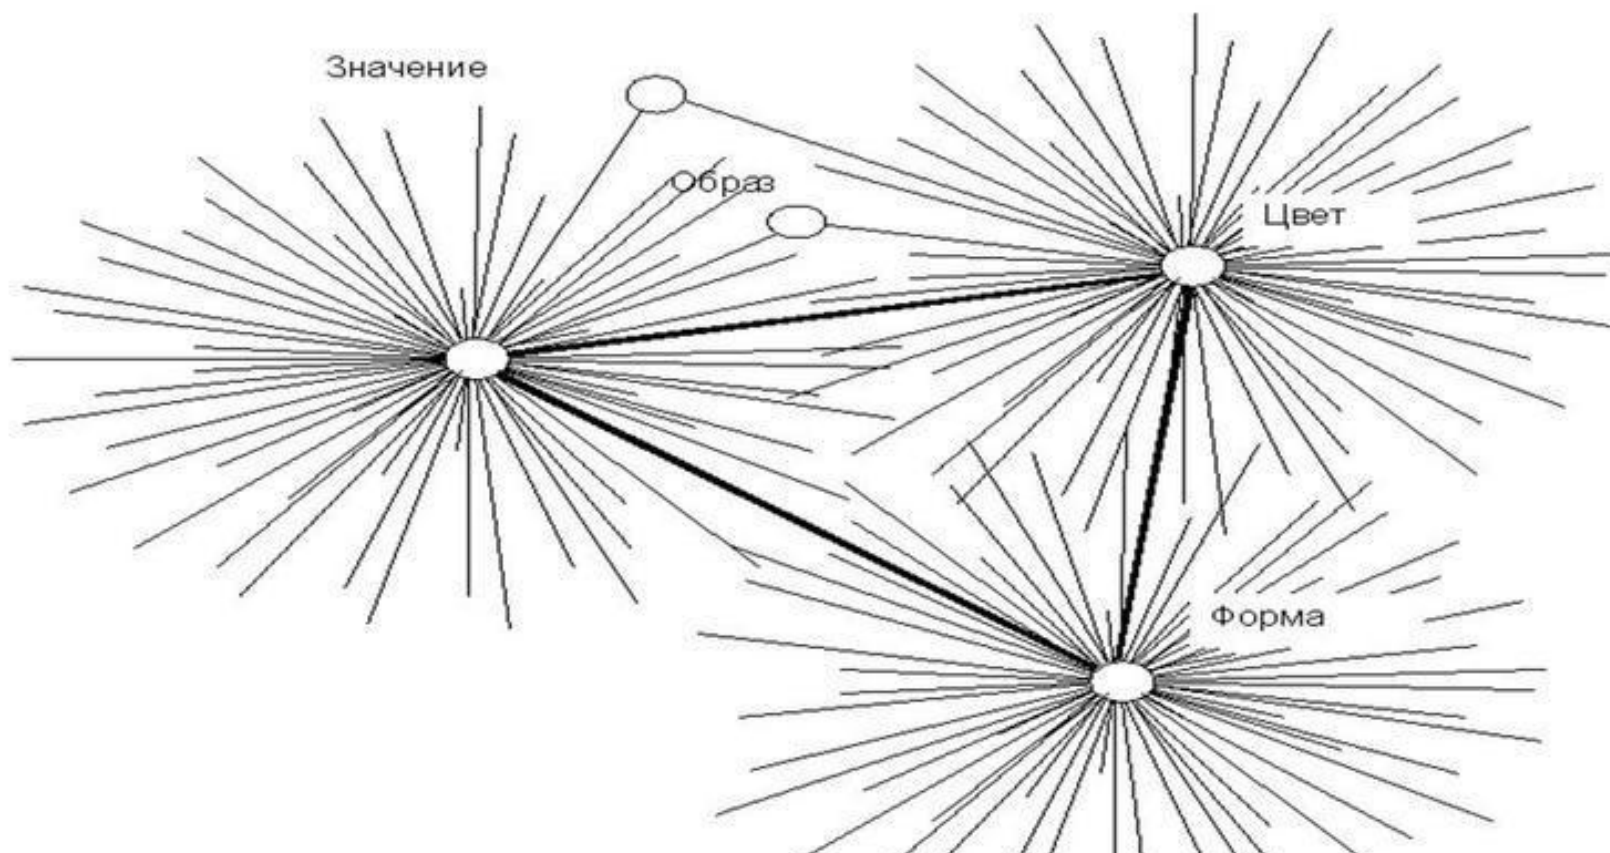 Значение
Образ
Цвет
Форма